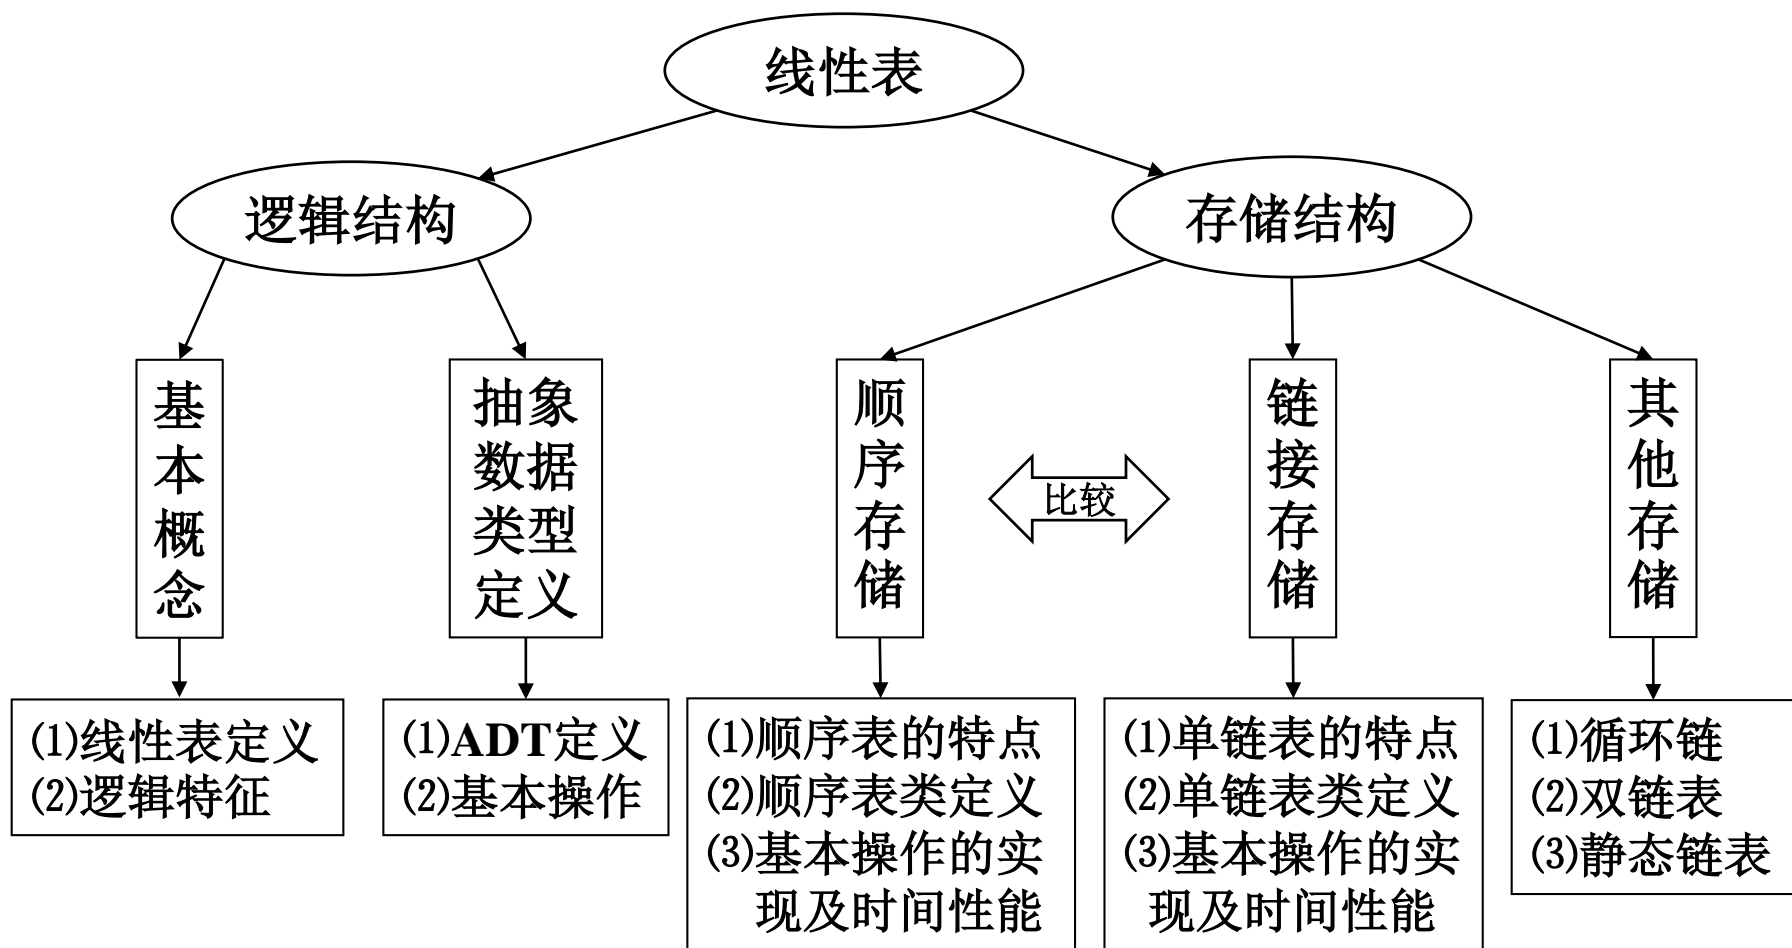 线性表
逻辑结构
存储结构
基
本
概
念
抽象
数据
类型
定义
顺
序
存
储
比较
链
接
存
储
其
他
存
储
⑴线性表定义
⑵逻辑特征
⑴ADT定义
⑵基本操作
⑴顺序表的特点
⑵顺序表类定义
⑶基本操作的实
现及时间性能
⑴单链表的特点
⑵单链表类定义
⑶基本操作的实
现及时间性能
⑴循环链
⑵双链表
⑶静态链表